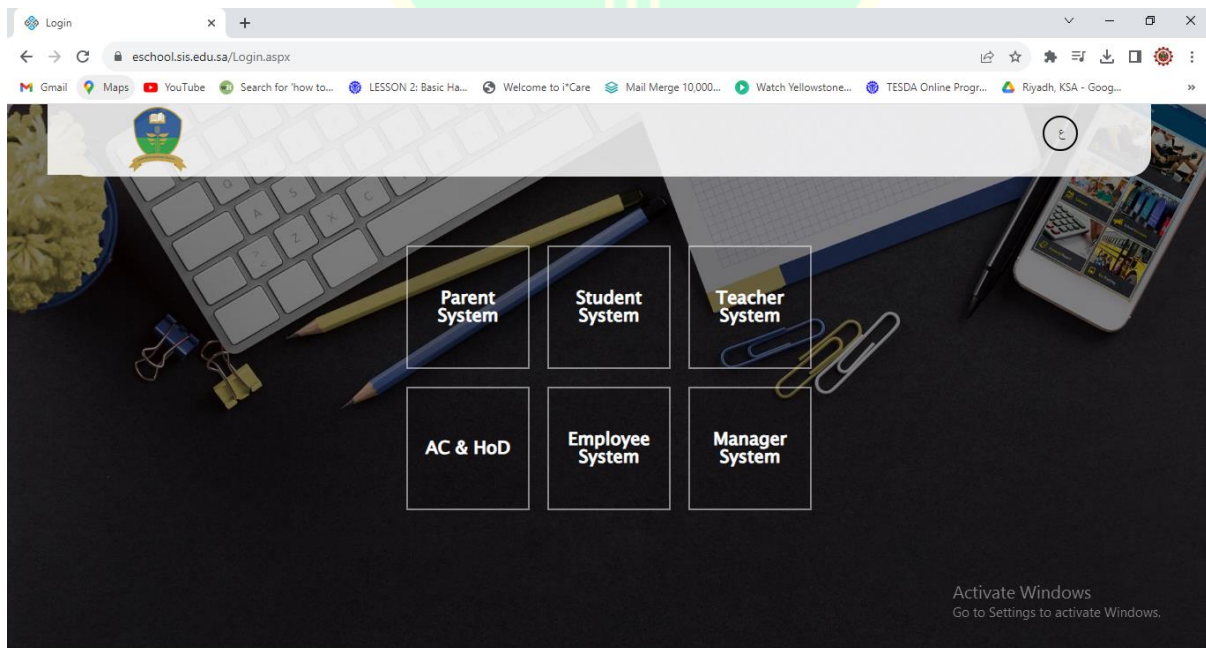 Login
eschool.sis.edu.sa/Login.aspx
Gmail Maps YouTube Search for 'how to... LESSON 2: Basic Ha... Welcome to i*Care Mail Merge 10,000... Watch Yellowstone... TESDA Online Progr... Riyadh, KSA - Goog... »
ع
Parent
System
Student
System
Teacher
System
AC & HoD
Employee
System
Manager
System
Activate Windows
Go to Settings to activate Windows.